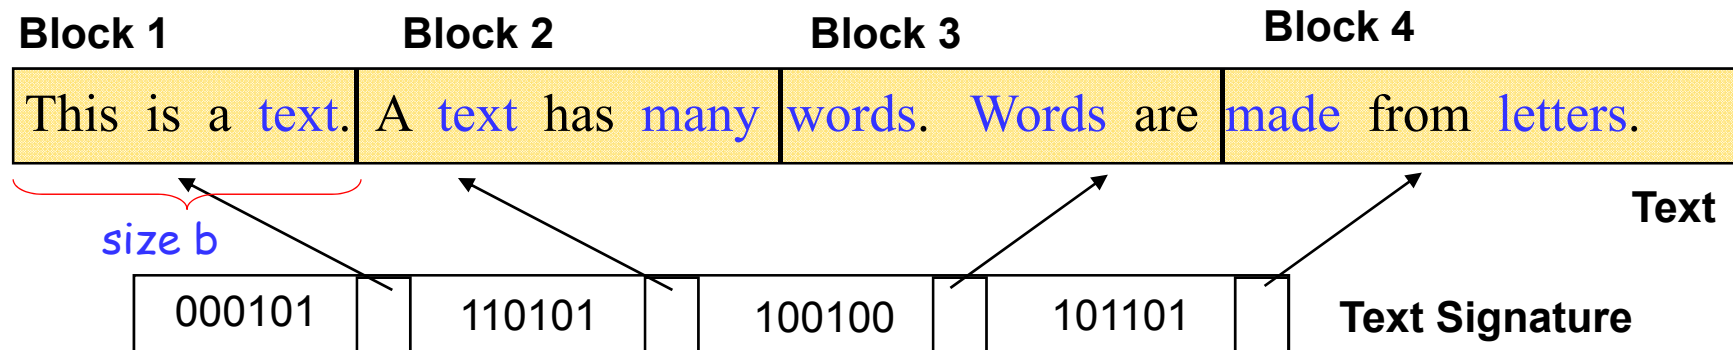 Block 1 Block 2 Block 3 Block 4
This is a text. A text has many words. Words are made from letters.
Text
size b
000101 110101 100100 101101 Text Signature